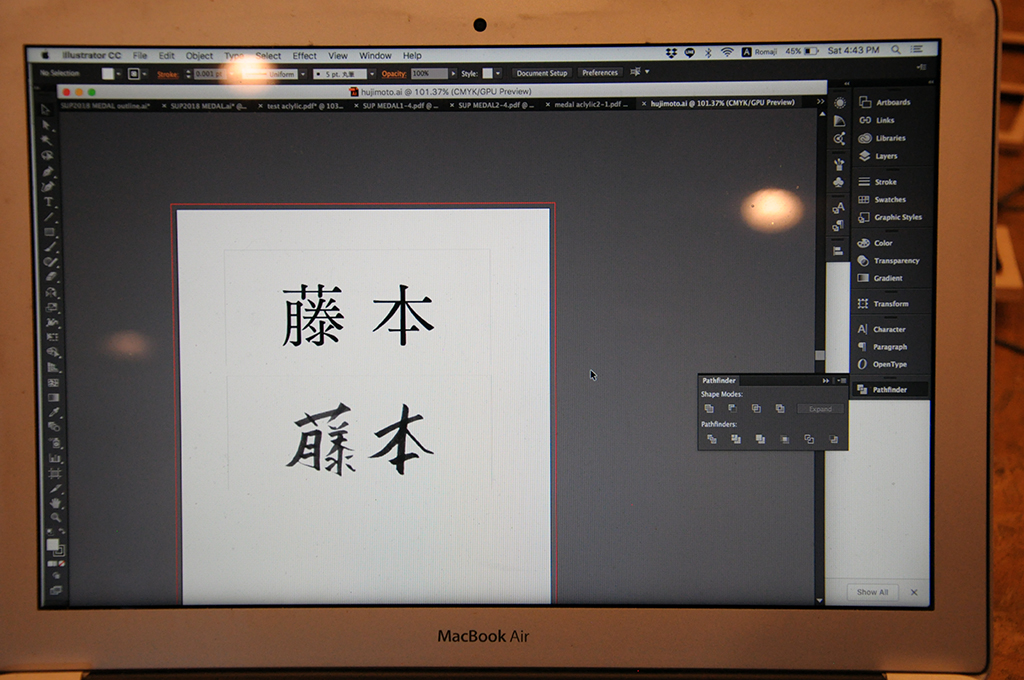 Illustrator CC File Edit Object Type Select Effect View Window Help Romaji 45% Sat 4:43 PM
No Selection Stroke: 0.001 Uniform 5 pt. 丸筆 Opacity: 100% Style: Document Setup Preferences
hujimoto.ai @ 101.37% (CMYK/GPU Preview)
SUP2018 MEDAL outline.ai* × SUP2018 MEDAL.ai* @... × test aclylic.pdf* @ 103... × SUP MEDAL1-4.pdf @ ... × SUP MEDAL2-4.pdf @ ... × medal aclylic2-1.pdf ... × hujimoto.ai @ 101.37% (CMYK/GPU Preview)
藤 本
藤 本
Artboards
Links
Libraries
Layers
Stroke
Swatches
Graphic Styles
Color
Transparency
Gradient
Transform
Character
Paragraph
OpenType
Pathfinder
Pathfinder
Shape Modes:
Expand
Pathfinders:
Show All
MacBook Air